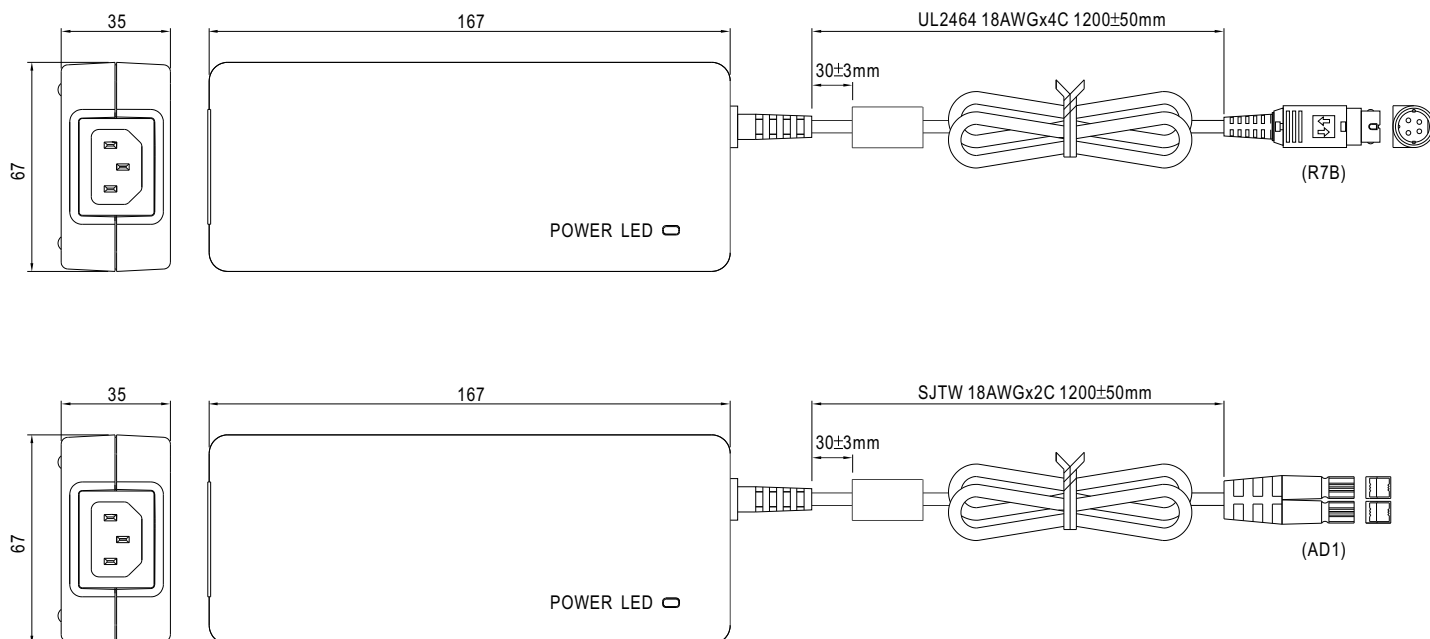 35
167
UL2464 18AWGx4C 1200±50mm
30±3mm
67
(R7B)
POWER LED
35
167
SJTW 18AWGx2C 1200±50mm
30±3mm
67
(AD1)
POWER LED